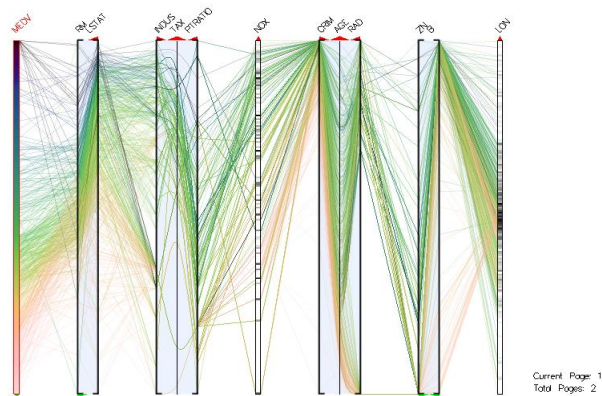 MEDV
RM
LSTAT
INDUS
TAX
PTRATIO
NOX
CRIM
AGE
RAD
ZN
B
LON
Current Page: 1
Total Pages: 2